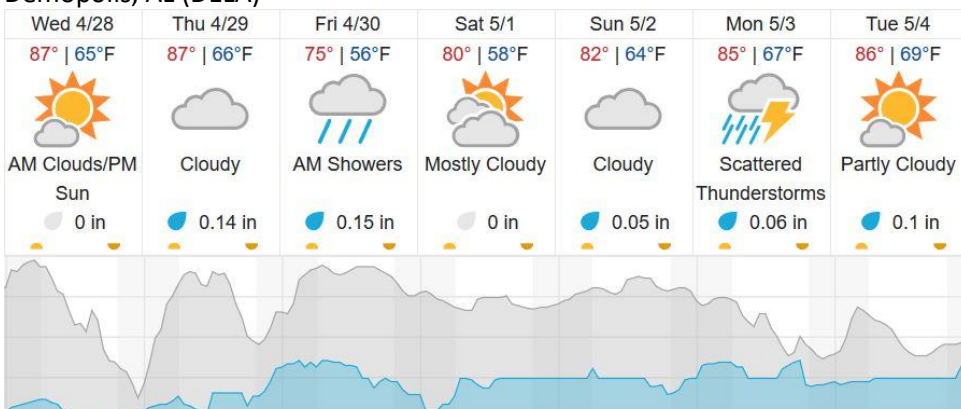 Demopolis, AL (DLLA)
Wed 4/28 Thu 4/29 Fri 4/30 Sat 5/1 Sun 5/2 Mon 5/3 Tue 5/4
87° | 65°F 87° | 66°F 75° | 56°F 80° | 58°F 82° | 64°F 85° | 67°F 86° | 69°F
AM Clouds/PM Cloudy AM Showers Mostly Cloudy Cloudy Scattered Partly Cloudy
Sun Thunderstorms
0 in 0.14 in 0.15 in 0 in 0.05 in 0.06 in 0.1 in